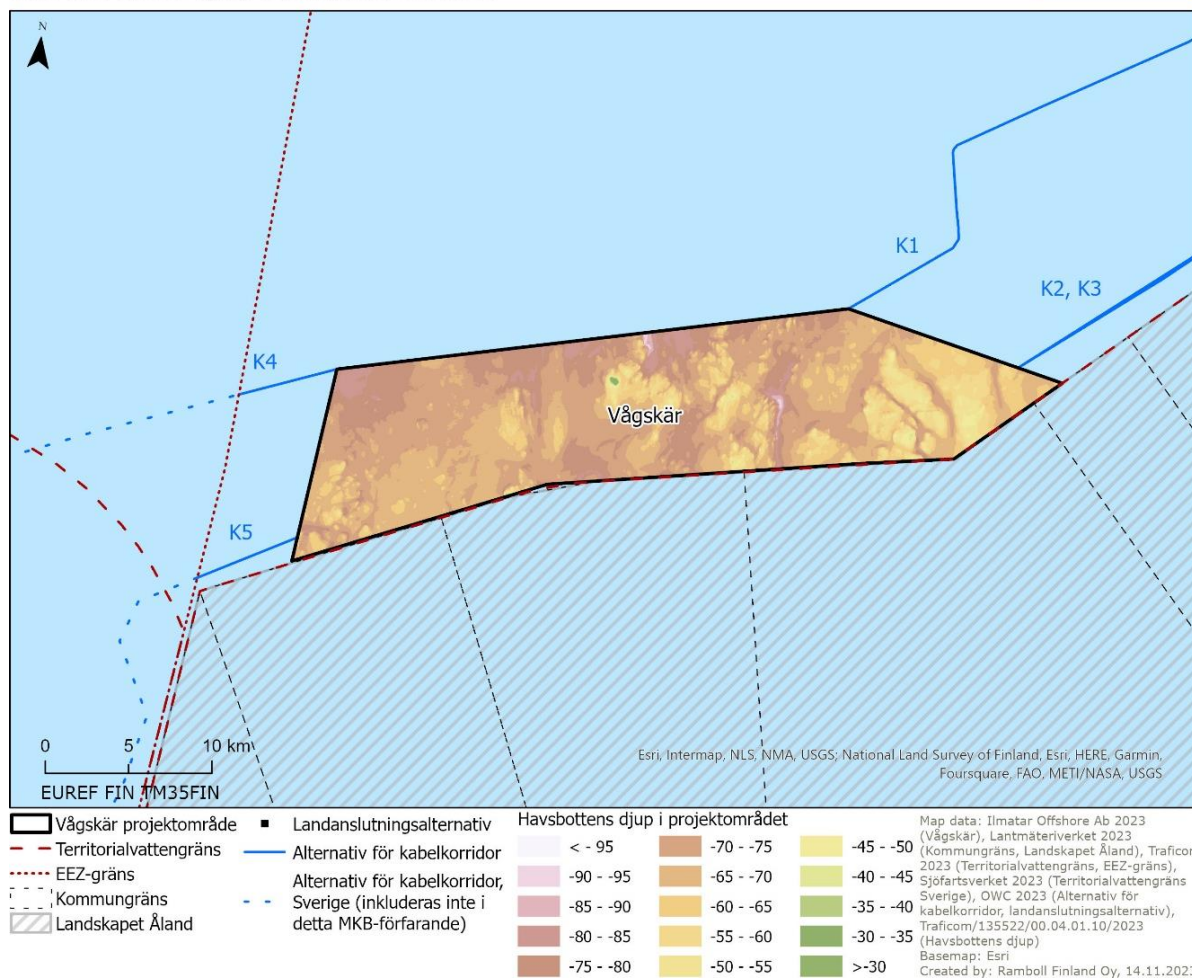 N
K1
K2, K3
K4
Vågskär
K5
0 5 10 km
EUREF FIN TM35FIN
Esri, Intermap, NLS, NMA, USGS; National Land Survey of Finland, Esri, HERE, Garmin,
Foursquare, FAO, METI/NASA, USGS
Vågskär projektområde
Territorialvattengräns
EEZ-gräns
Kommungräns
Landskapet Åland
Landanslutningsalternativ
Alternativ för kabelkorridor
Alternativ för kabelkorridor,
Sverige (inkluderas inte i
detta MKB-förfarande)
Havsbottens djup i projektområdet
< - 95
-90 - -95
-85 - -90
-80 - -85
-75 - -80
-70 - -75
-65 - -70
-60 - -65
-55 - -60
-50 - -55
-45 - -50
-40 - -45
-35 - -40
-30 - -35
>-30
Map data: Ilmatar Offshore Ab 2023
(Vågskär), Lantmäteriverket 2023
(Kommungräns, Landskapet Åland), Traficom
2023 (Territorialvattengräns, EEZ-gräns),
Sjöfartsverket 2023 (Territorialvattengräns
Sverige), OWC 2023 (Alternativ för
kabelkorridor, landanslutningsalternativ),
Traficom/135522/00.04.01.10/2023
(Havsbottens djup)
Basemap: Esri
Created by: Ramboll Finland Oy, 14.11.2023